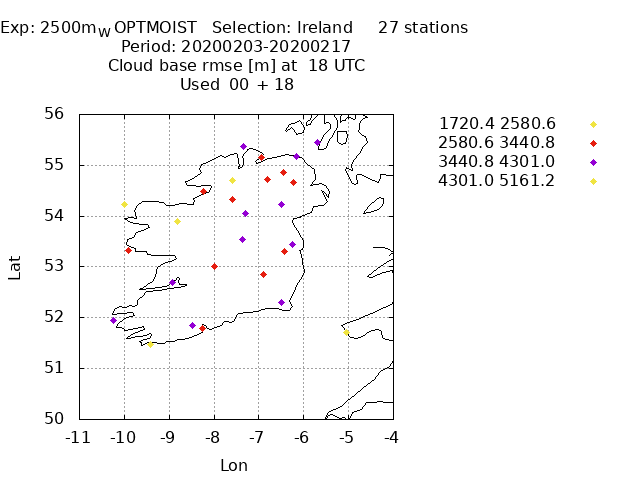 Exp: 2500m_W OPTMOIST   Selection: Ireland     27 stations
Period: 20200203-20200217
Cloud base rmse [m] at  18 UTC
Used  00 + 18
1720.4 2580.6
2580.6 3440.8
3440.8 4301.0
4301.0 5161.2
56
55
54
53
52
51
50
-11 -10 -9 -8 -7 -6 -5 -4
Lat
Lon